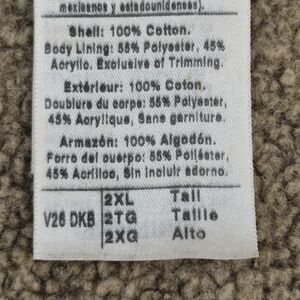 mexicanos y estadounidenses).
Shell: 100% Cotton.
Body Lining: 55% Polyester, 45%
Acrylic. Exclusive of Trimming.
Extérieur: 100% Coton.
Doublure du corps: 55% Polyester,
45% Acrylique, Sans garniture.
Armazón: 100% Algodón.
Forro del cuerpo: 55% Poliéster,
45% Acrílico, Sin incluir adorno.
2XL Tall
V26 DKB 2TG Taille
2XG Alto